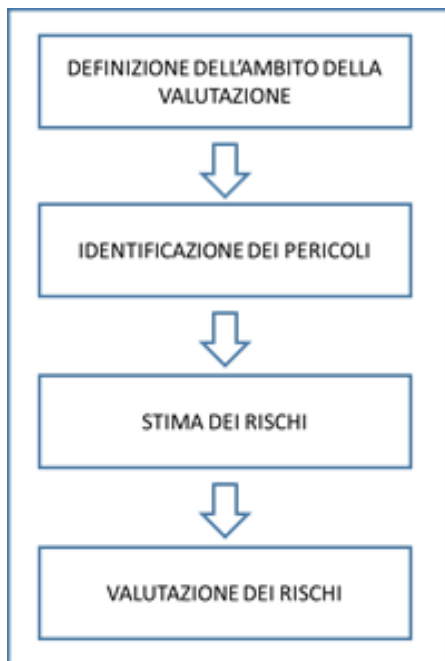 DEFINIZIONE DELL'AMBITO DELLA
VALUTAZIONE
IDENTIFICAZIONE DEI PERICOLI
STIMA DEI RISCHI
VALUTAZIONE DEI RISCHI